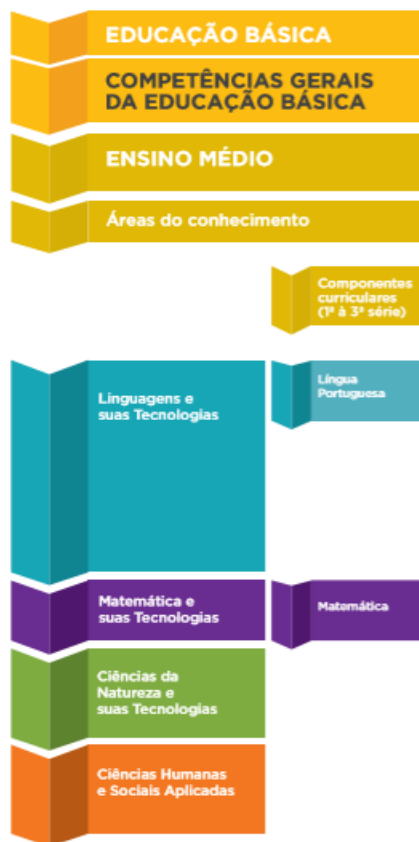 EDUCAÇÃO BÁSICA
COMPETÊNCIAS GERAIS
DA EDUCAÇÃO BÁSICA
ENSINO MÉDIO
Áreas do conhecimento
Componentes
curriculares
(1ª à 3ª série)
Linguagens e
suas Tecnologias
Língua
Portuguesa
Matemática e
suas Tecnologias
Matemática
Ciências da
Natureza e
suas Tecnologias
Ciências Humanas
e Sociais Aplicadas